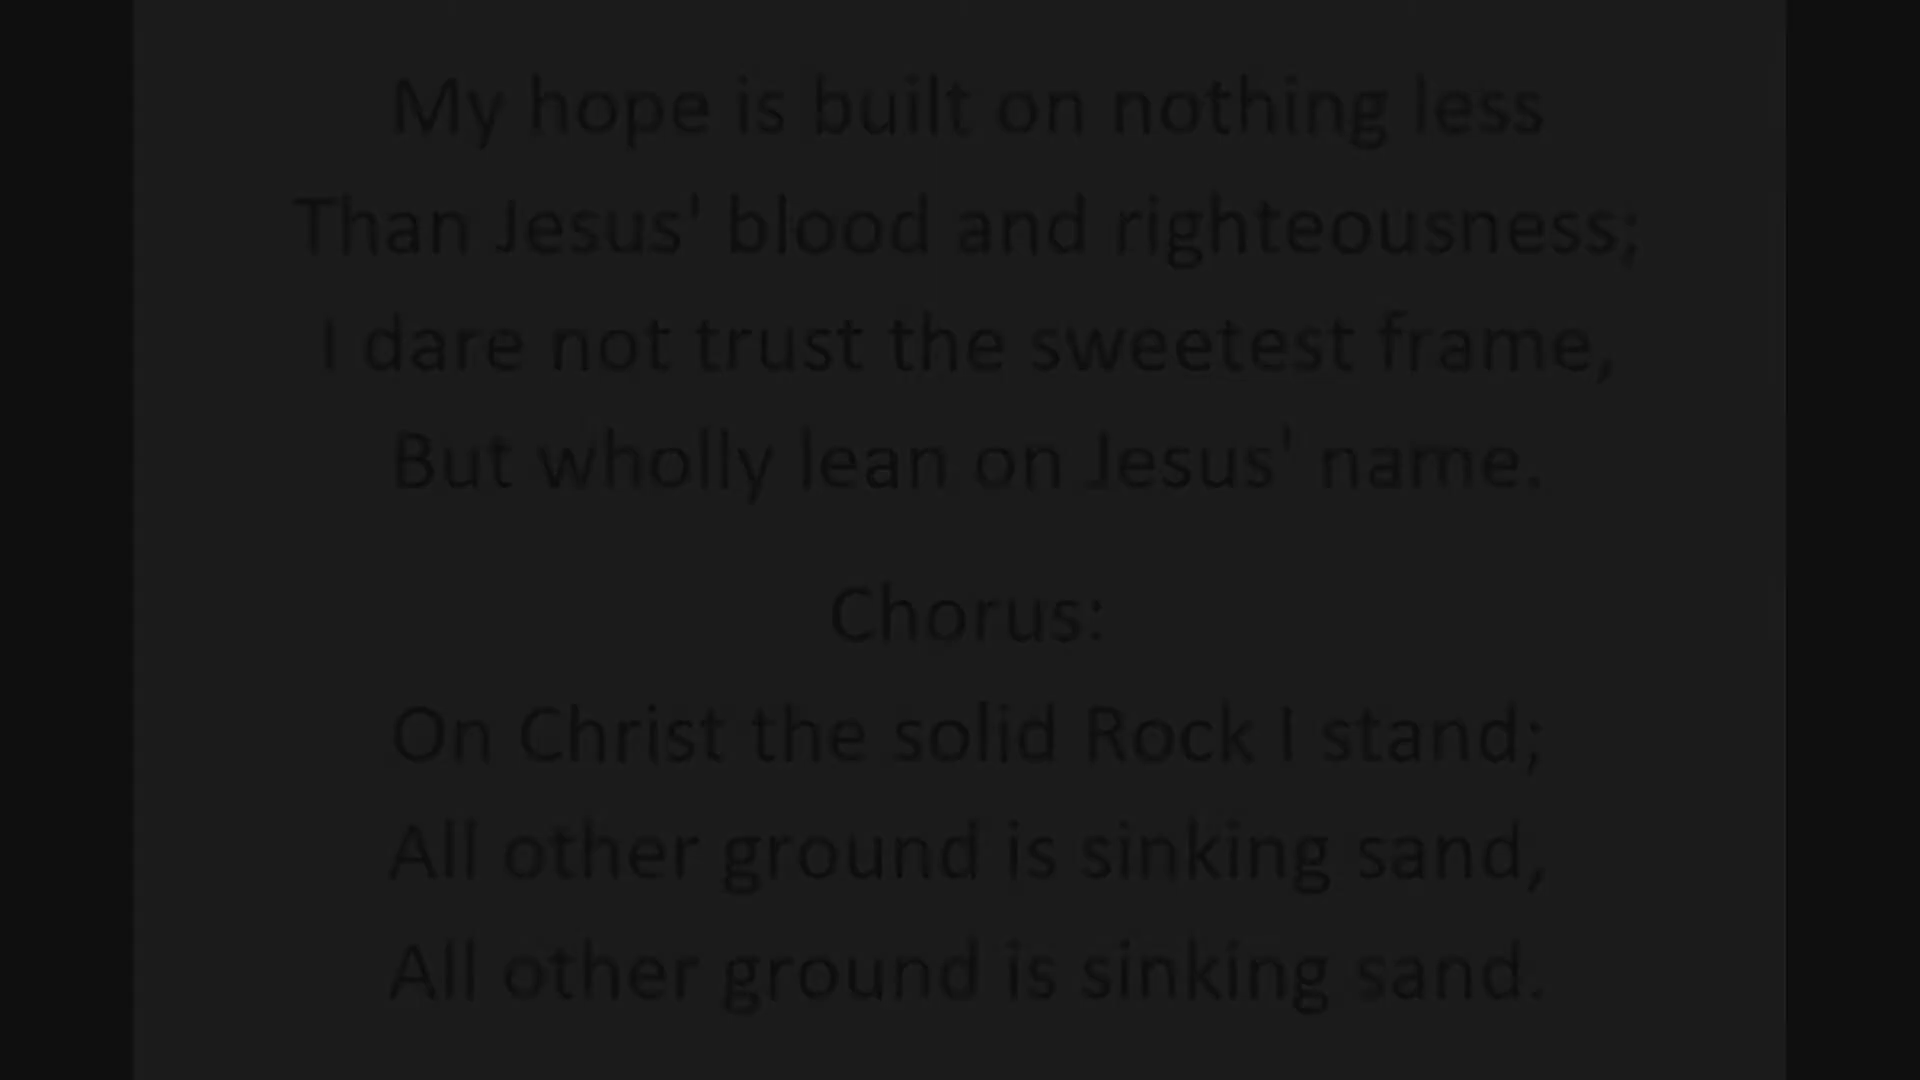 My hope is built on nothing less
Than Jesus' blood and righteousness;
I dare not trust the sweetest frame,
But wholly lean on Jesus' name.
Chorus:
On Christ the solid Rock I stand;
All other ground is sinking sand,
All other ground is sinking sand.